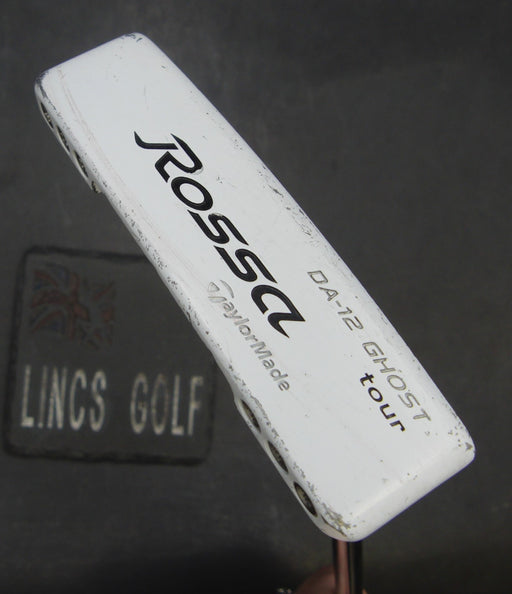 ROSSA
TaylorMade
DA-12 GHOST
tour
LINCS GOLF